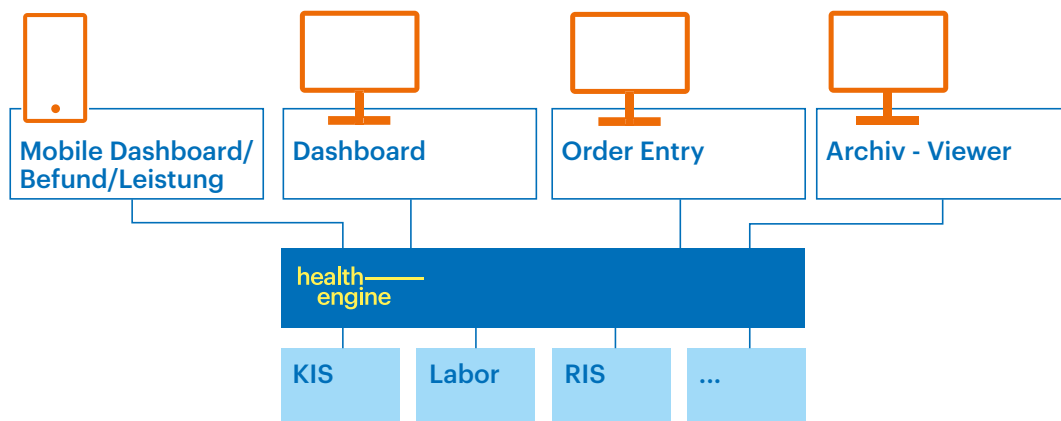 Mobile Dashboard/
Befund/Leistung
Dashboard
Order Entry
Archiv - Viewer
health
engine
KIS
Labor
RIS
...